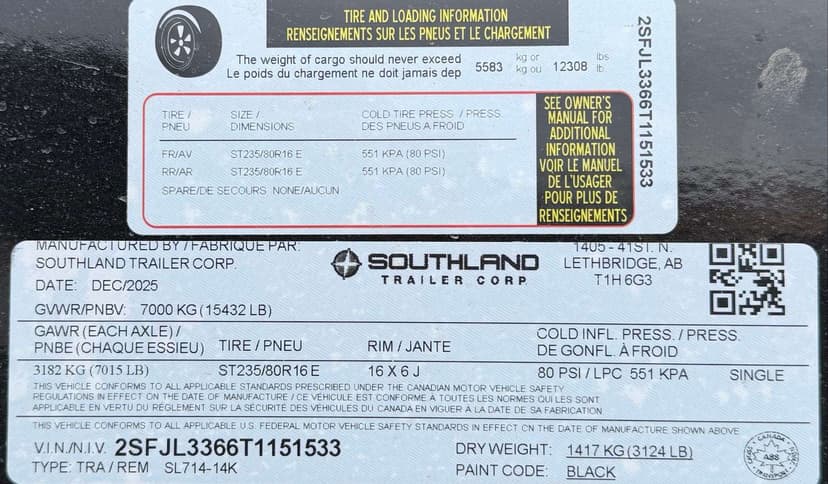 TIRE AND LOADING INFORMATION
RENSEIGNEMENTS SUR LES PNEUS ET LE CHARGEMENT
The weight of cargo should never exceed 5583 kg or 12308 lbs
Le poids du chargement ne doit jamais dep kg ou lb
TIRE / SIZE / COLD TIRE PRESS. / PRESS.
PNEU DIMENSIONS DES PNEUS A FROID
FR/AV ST235/80R16 E 551 KPA (80 PSI)
RR/AR ST235/80R16 E 551 KPA (80 PSI)
SPARE/DE SECOURS NONE/AUCUN
SEE OWNER'S
MANUAL FOR
ADDITIONAL
INFORMATION
VOIR LE MANUEL
DE L'USAGER
POUR PLUS DE
RENSEIGNEMENTS
2SFJL3366T1151533
MANUFACTURED BY / FABRIQUE PAR:
SOUTHLAND TRAILER CORP.
DATE: DEC/2025
SOUTHLAND
TRAILER CORP
1405 - 41ST. N.
LETHBRIDGE, AB
T1H 6G3
GVWR/PNBV: 7000 KG (15432 LB)
GAWR (EACH AXLE) / COLD INFL. PRESS. / PRESS.
PNBE (CHAQUE ESSIEU) TIRE / PNEU RIM / JANTE DE GONFL. À FROID
3182 KG (7015 LB) ST235/80R16 E 16 X 6 J 80 PSI / LPC 551 KPA SINGLE
THIS VEHICLE CONFORMS TO ALL APPLICABLE STANDARDS PRESCRIBED UNDER THE CANADIAN MOTOR VEHICLE SAFETY
REGULATIONS IN EFFECT ON THE DATE OF MANUFACTURE / CE VÉHICULE EST CONFORME À TOUTES LES NORMES QUI LES SONT
APPLICABLE EN VERTU DU RÉGLEMENT SUR LA SÉCURITÉ DES VÉHICULES DU CANADA EN VIGUER À LA DATE DE SA FABRICATION
THIS VEHICLE CONFORMS TO ALL APPLICABLE U.S. FEDERAL MOTOR VEHICLE SAFETY STANDARDS IN EFFECT ON THE DATE OF MANUFACTURE SHOWN ABOVE
V.I.N./N.I.V. 2SFJL3366T1151533 DRY WEIGHT: 1417 KG (3124 LB)
TYPE: TRA / REM SL714-14K PAINT CODE: BLACK
CANADA